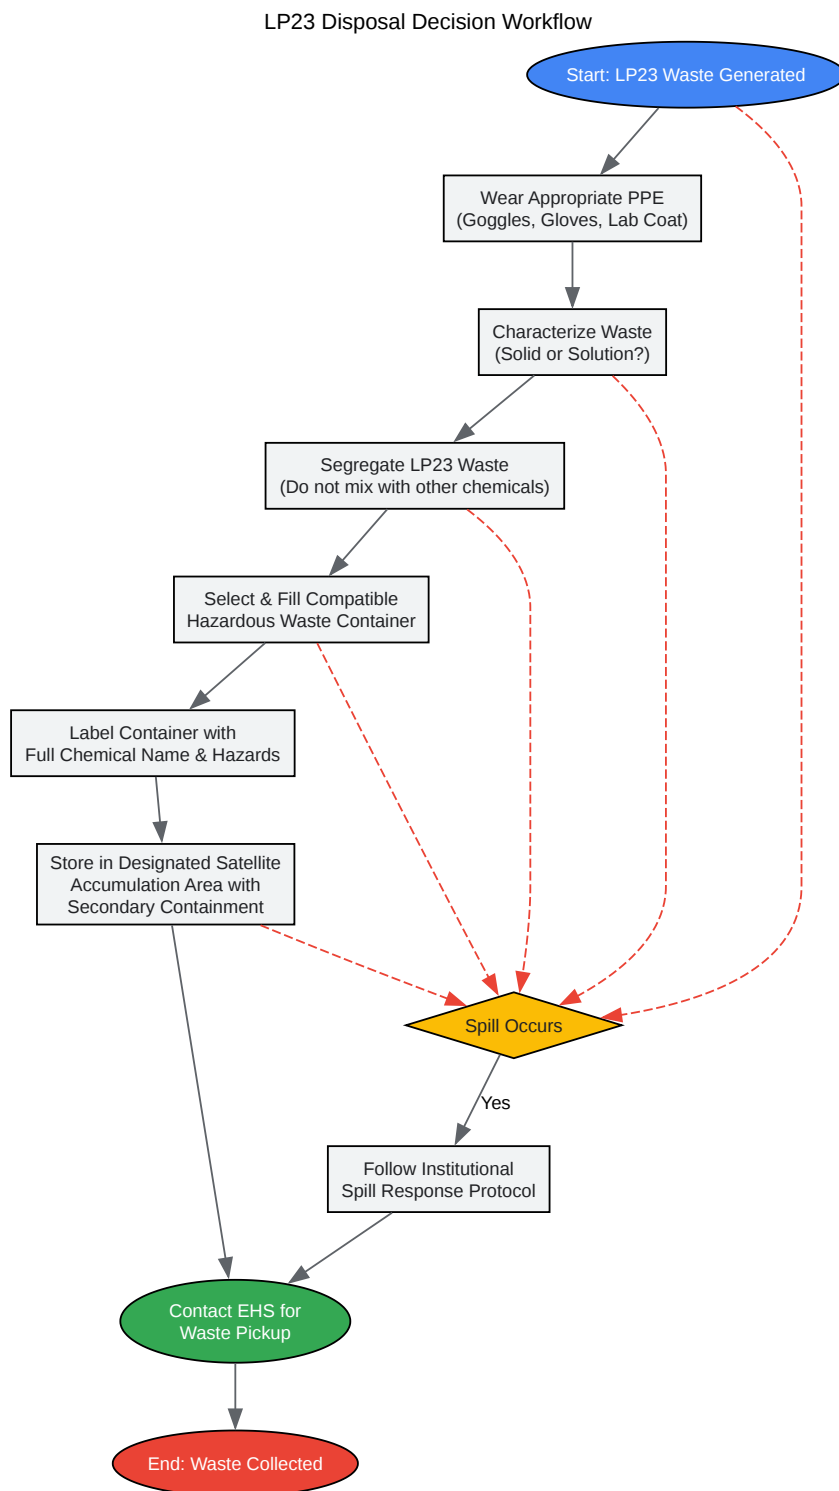 LP23 Disposal Decision Workflow
Start: LP23 Waste Generated
Wear Appropriate PPE
(Goggles, Gloves, Lab Coat)
Characterize Waste
(Solid or Solution?)
Segregate LP23 Waste
(Do not mix with other chemicals)
Select & Fill Compatible
Hazardous Waste Container
Label Container with
Full Chemical Name & Hazards
Store in Designated Satellite
Accumulation Area with
Secondary Containment
Spill Occurs
Yes
Follow Institutional
Spill Response Protocol
Contact EHS for
Waste Pickup
End: Waste Collected